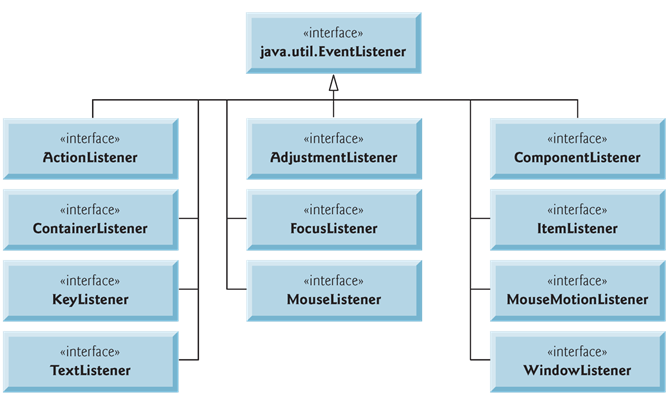 «interface»
java.util.EventListener
«interface»
ActionListener
«interface»
AdjustmentListener
«interface»
ComponentListener
«interface»
ContainerListener
«interface»
FocusListener
«interface»
ItemListener
«interface»
KeyListener
«interface»
MouseListener
«interface»
MouseMotionListener
«interface»
TextListener
«interface»
WindowListener